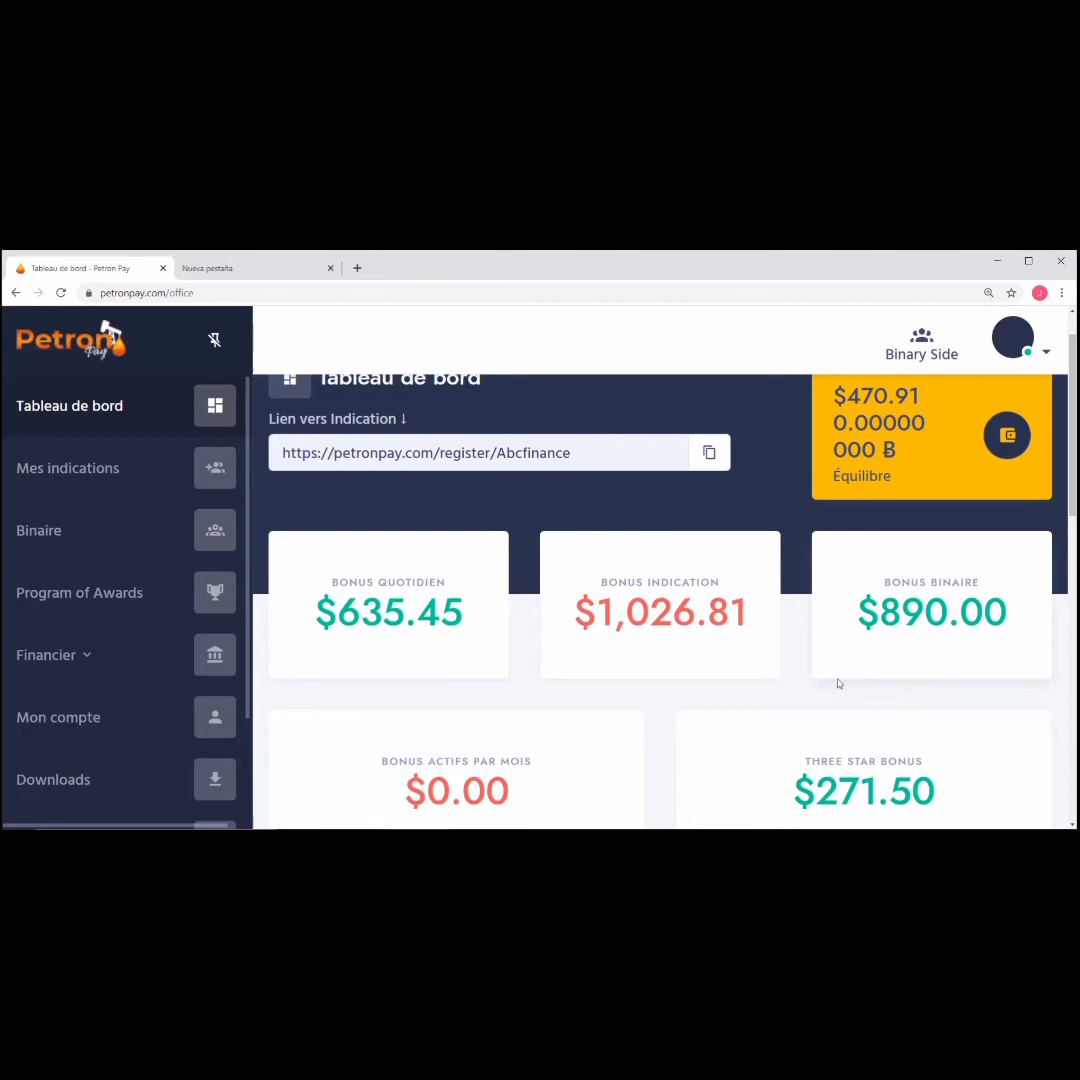 Tableau de bord - Petron Pay
Nueva pestaña
petronpay.com/office
J
Petron
Pay
Binary Side
Tableau de bord
Tableau de bord
Lien vers Indication ↓
https://petronpay.com/register/Abcfinance
$470.91
0.00000
000 Ƀ
Équilibre
Mes indications
Binaire
Program of Awards
Financier
Mon compte
Downloads
BONUS QUOTIDIEN
$635.45
BONUS INDICATION
$1,026.81
BONUS BINAIRE
$890.00
BONUS ACTIFS PAR MOIS
$0.00
THREE STAR BONUS
$271.50